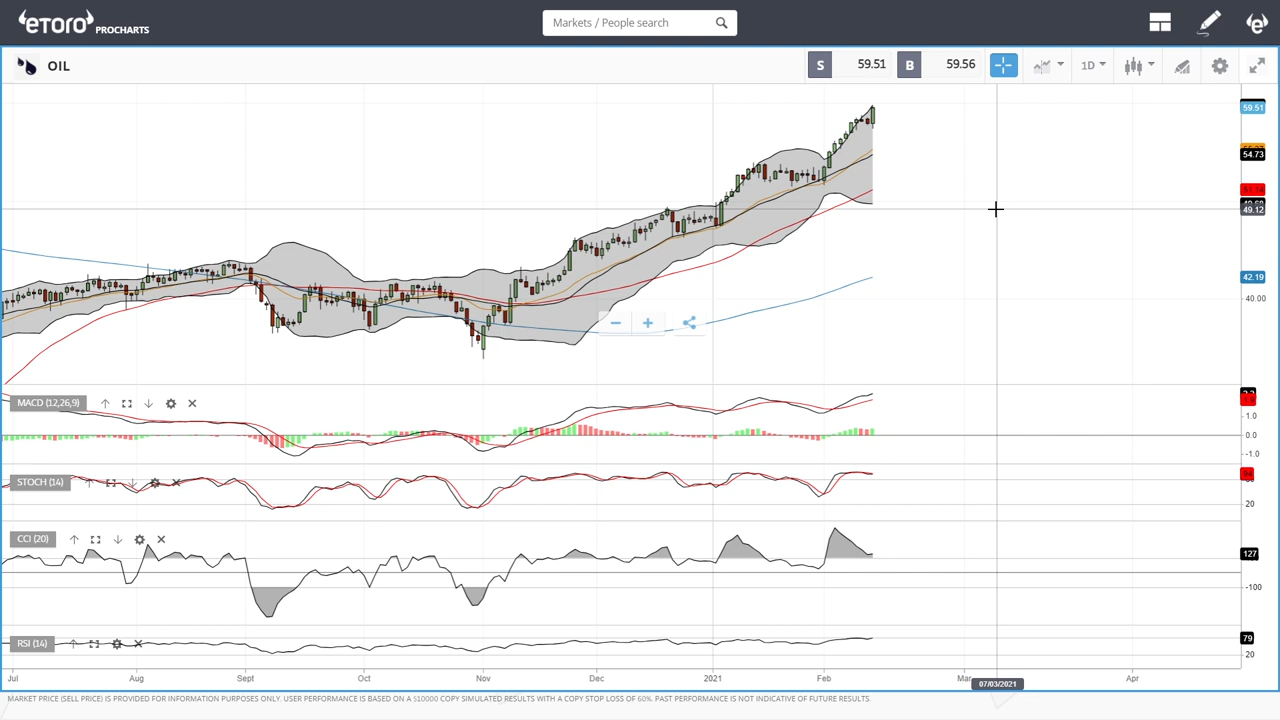 eTORO PROCHARTS
Markets / People search
OIL
S 59.51 B 59.56 1D
59.51
54.73
49.12
42.19
40.00
MACD (12,26,9)
1.0
0.0
-1.0
STOCH (14)
20
CCI (20)
127
-100
RSI (14)
79
20
Jul Aug Sept Oct Nov Dec 2021 Feb Mar Apr
07/03/2021
MARKET PRICE (SELL PRICE) IS PROVIDED FOR INFORMATION PURPOSES ONLY. USER PERFORMANCE IS BASED ON A $10000 COPY SIMULATED RESULTS WITH A COPY STOP LOSS OF 60%. PAST PERFORMANCE IS NOT INDICATIVE OF FUTURE RESULTS.